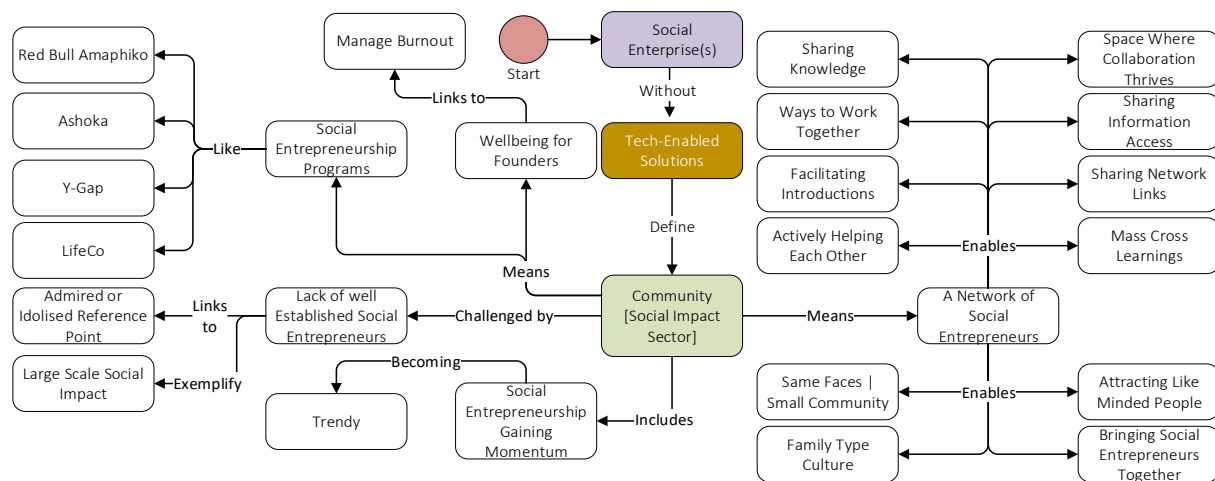 Start
Social
Enterprise(s)
Without
Tech-Enabled
Solutions
Define
Community
[Social Impact
Sector]
Manage Burnout
Links to
Wellbeing for
Founders
Means
Social
Entrepreneurship
Programs
Like
Red Bull Amaphiko
Ashoka
Y-Gap
LifeCo
Challenged by
Lack of well
Established Social
Entrepreneurs
Links
to
Admired or
Idolised Reference
Point
Exemplify
Large Scale Social
Impact
Includes
Social
Entrepreneurship
Gaining
Momentum
Becoming
Trendy
Means
A Network of
Social
Entrepreneurs
Enables
Sharing
Knowledge
Space Where
Collaboration
Thrives
Ways to Work
Together
Sharing
Information
Access
Facilitating
Introductions
Sharing Network
Links
Actively Helping
Each Other
Mass Cross
Learnings
Enables
Same Faces |
Small Community
Attracting Like
Minded People
Family Type
Culture
Bringing Social
Entrepreneurs
Together